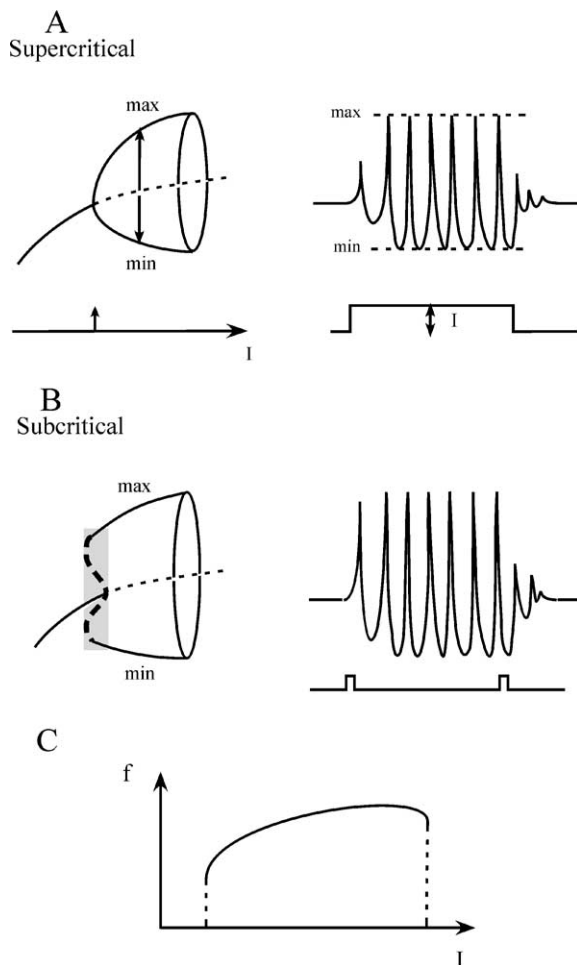 A
Supercritical
max
min
I
max
min
I
B
Subcritical
max
min
C
f
I